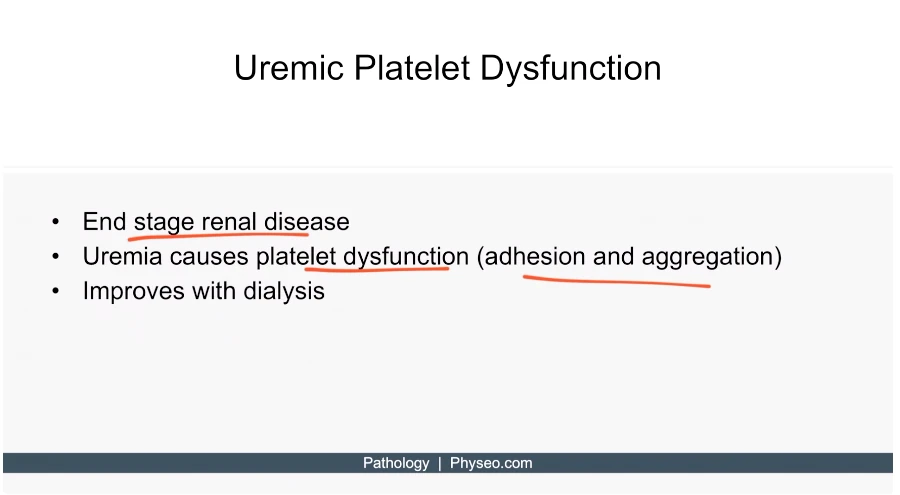 Uremic Platelet Dysfunction
• End stage renal disease
• Uremia causes platelet dysfunction (adhesion and aggregation)
• Improves with dialysis
Pathology | Physeo.com